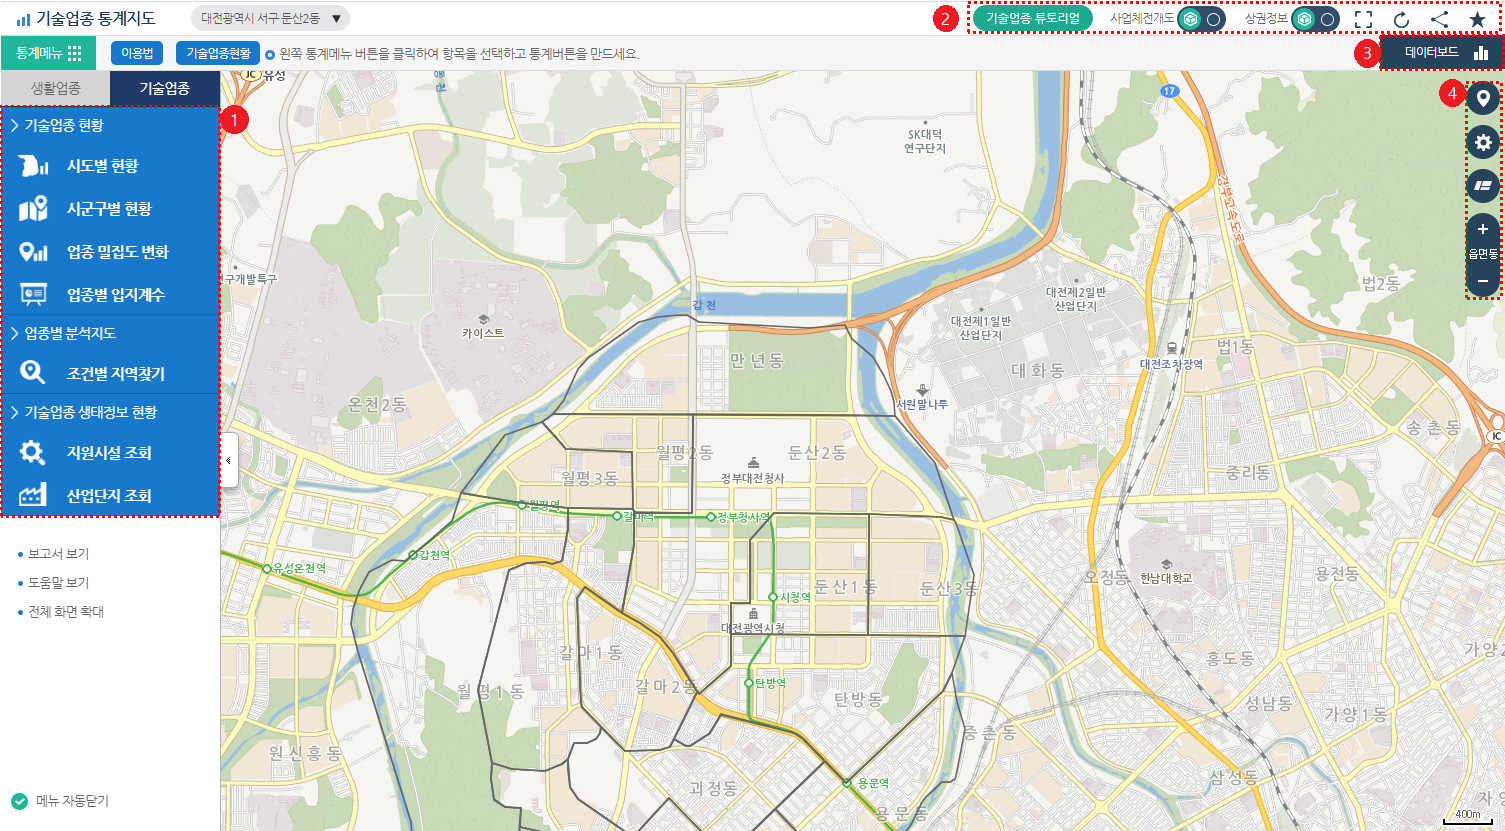 기술업종 통계지도
대전광역시 서구 둔산2동 ▼
2
기술업종 튜토리얼
사업체전개도
상권정보
통계메뉴
이용법
기술업종현황
왼쪽 통계메뉴 버튼을 클릭하여 항목을 선택하고 통계버튼을 만드세요.
3
데이터보드
생활업종
기술업종
1
기술업종 현황
시도별 현황
시군구별 현황
업종 밀집도 변화
업종별 입지계수
업종별 분석지도
조건별 지역찾기
기술업종 생태정보 현황
지원시설 조회
산업단지 조회
보고서 보기
도움말 보기
전체 화면 확대
메뉴 자동닫기
4
+
읍면동
−
JC 유성
17
SK대덕
연구단지
경부고속도로
구개발특구
갑천
카이스트
만년동
대전제2일반
산업단지
대전제1일반
산업단지
법2동
법1동
대전조차장역
대화동
온천2동
서원말나루
송촌동
JC
월평2동
둔산2동
월평3동
정부대전청사
중리동
월평역
갈마역
정부청사역
갑천역
유성온천역
둔산1동
둔산3동
시청역
대전광역시청
오정동
한남대학교
용전동
갈마1동
갈마2동
월평1동
탄방역
탄방동
홍도동
가양2동
성남동
가양1동
중촌동
원신흥동
괴정동
용문역
용문동
삼성동
자양
400m